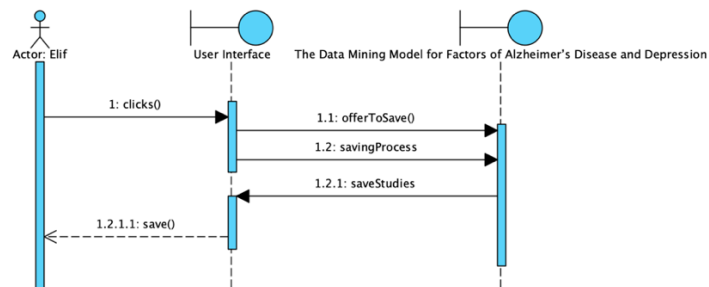 Actor: Elif
User Interface
The Data Mining Model for Factors of Alzheimer's Disease and Depression
1: clicks()
1.1: offerToSave()
1.2: savingProcess
1.2.1: saveStudies
1.2.1.1: save()